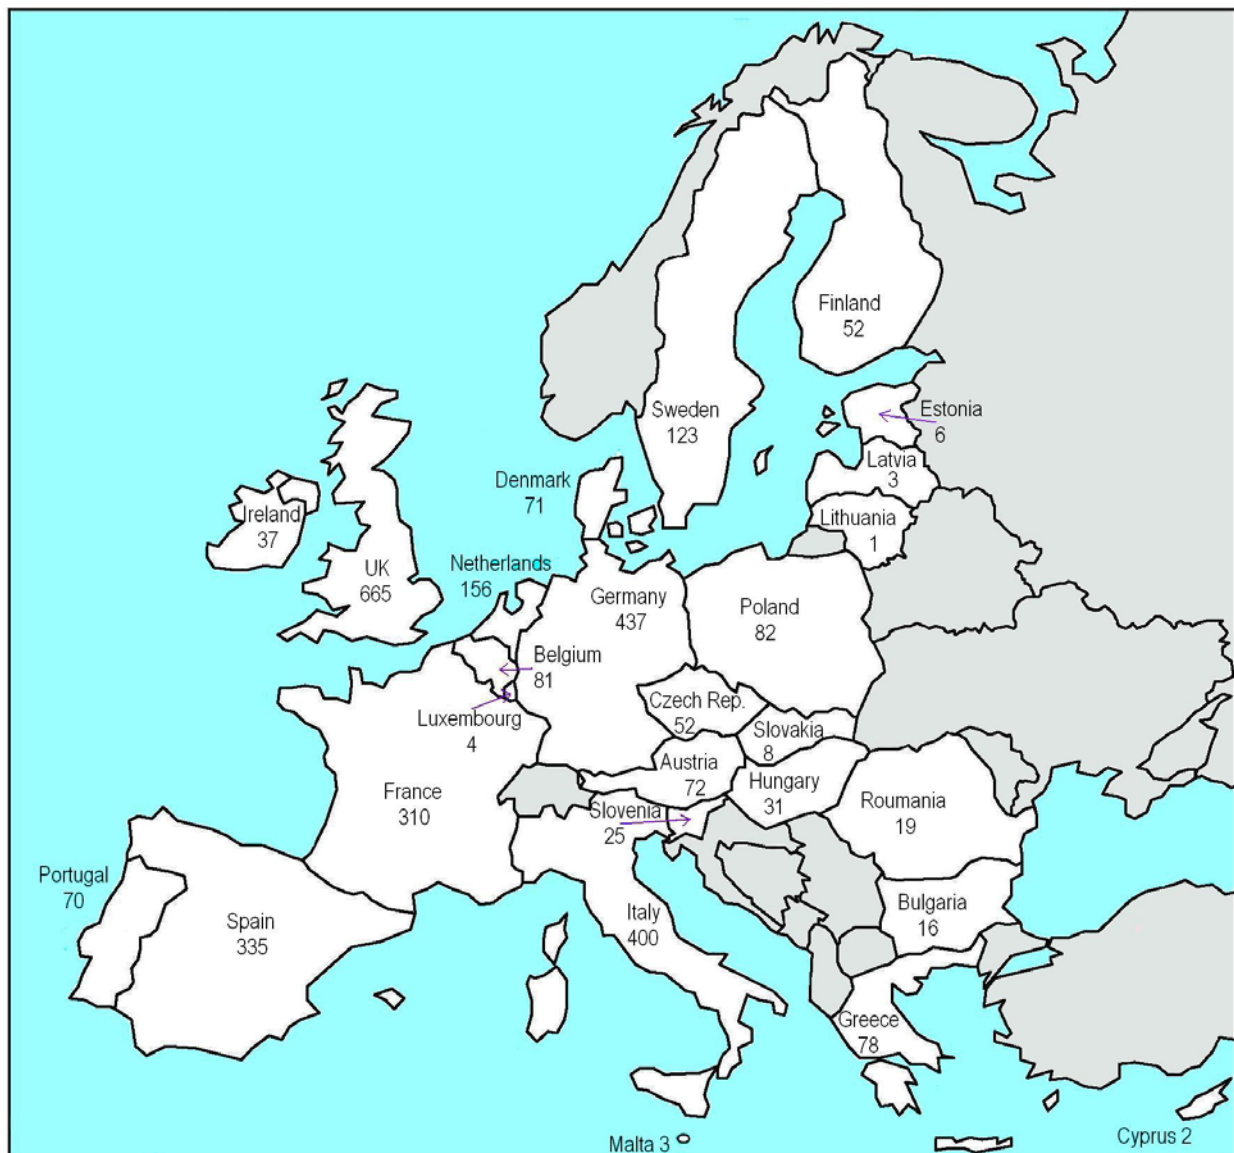 Finland
52
Sweden
123
Estonia
6
Latvia
3
Lithuania
1
Denmark
71
Ireland
37
UK
665
Netherlands
156
Germany
437
Poland
82
Belgium
81
Luxembourg
4
Czech Rep.
52
Slovakia
8
Austria
72
Hungary
31
France
310
Slovenia
25
Roumania
19
Portugal
70
Spain
335
Italy
400
Bulgaria
16
Greece
78
Malta 3
Cyprus 2